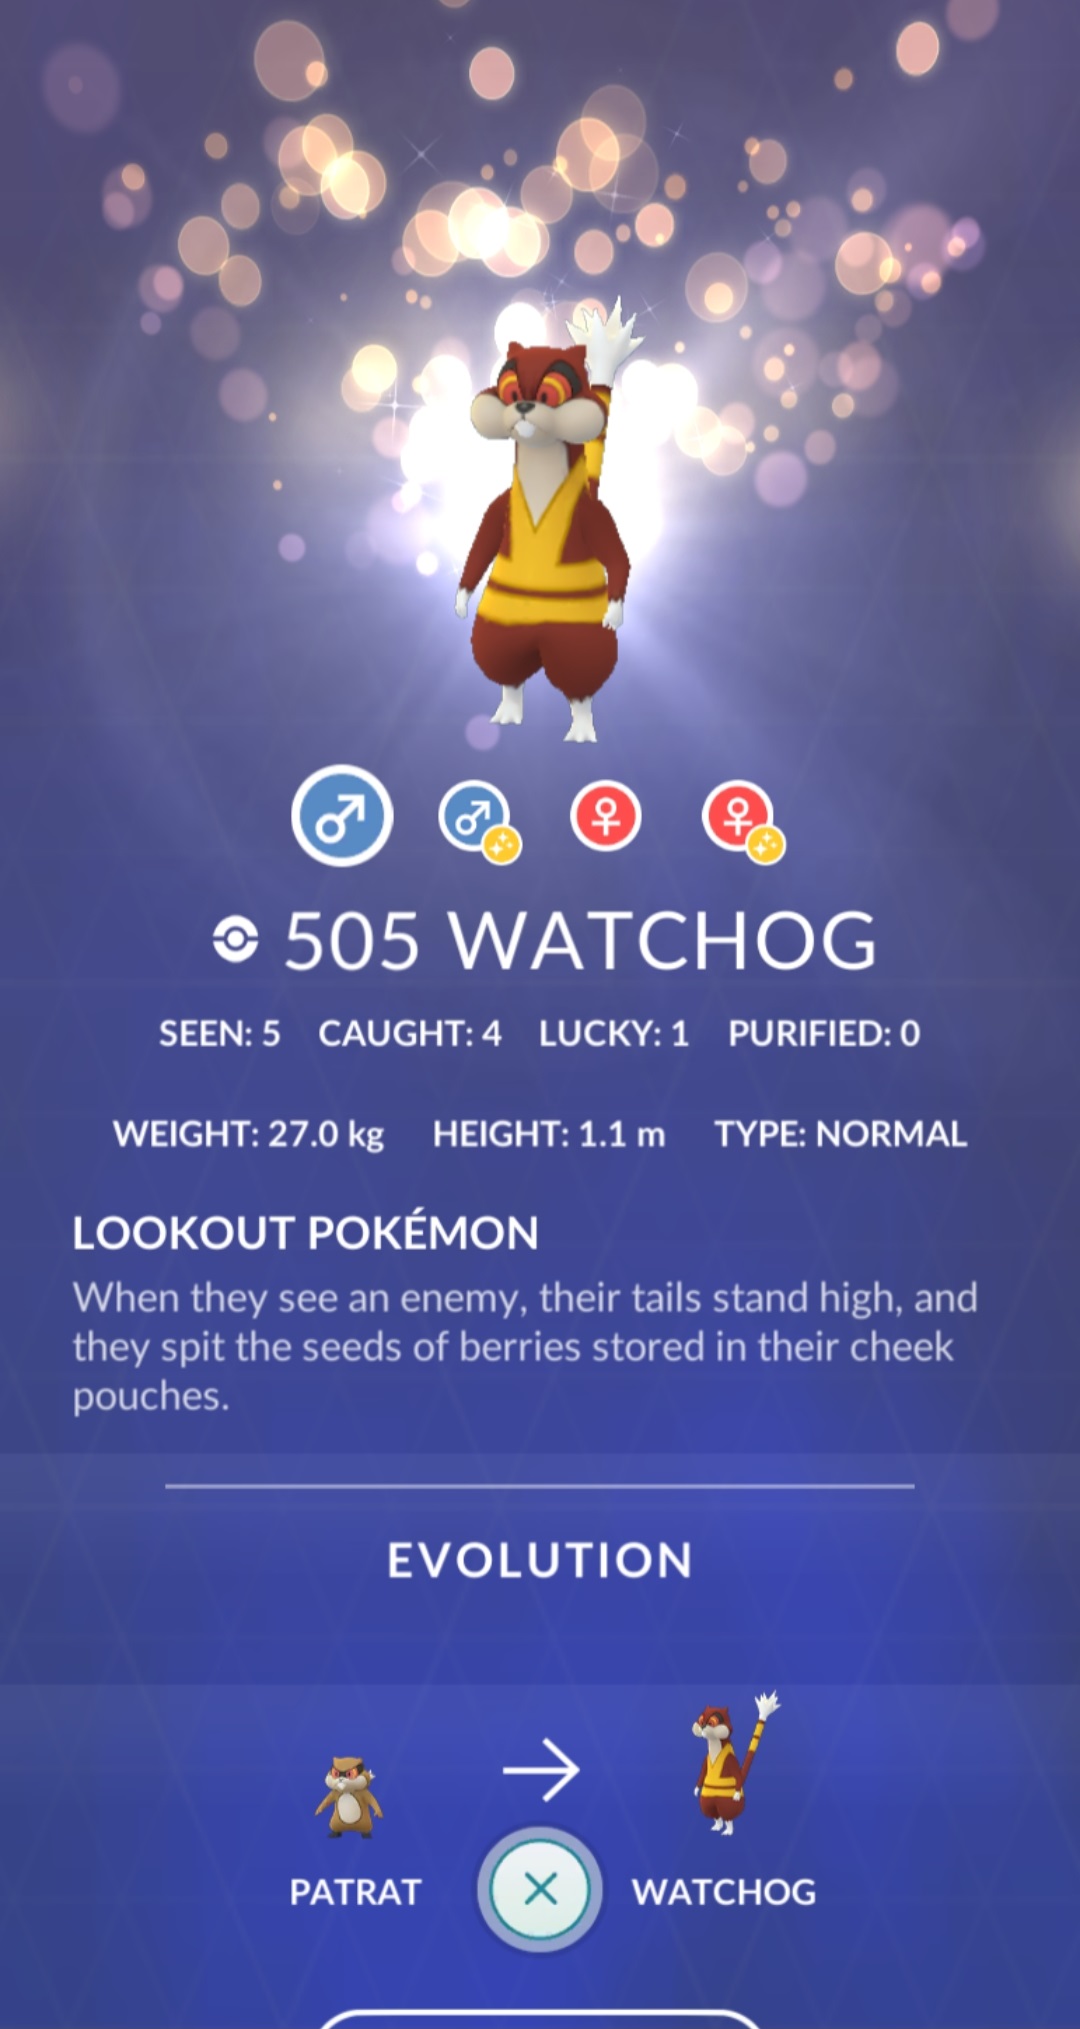 505 WATCHOG
SEEN: 5 CAUGHT: 4 LUCKY: 1 PURIFIED: 0
WEIGHT: 27.0 kg HEIGHT: 1.1 m TYPE: NORMAL
LOOKOUT POKÉMON
When they see an enemy, their tails stand high, and
they spit the seeds of berries stored in their cheek
pouches.
EVOLUTION
PATRAT WATCHOG